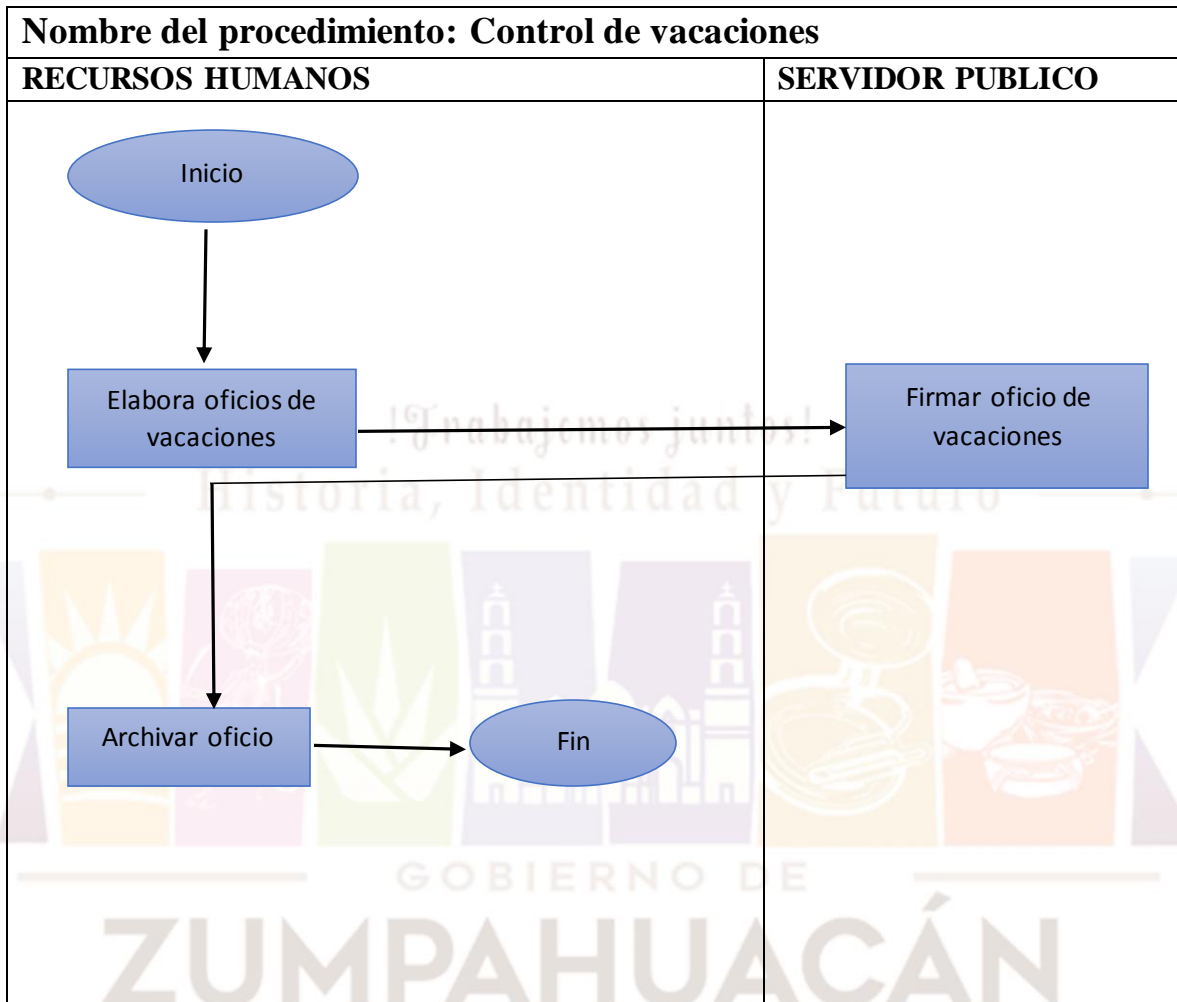 Nombre del procedimiento: Control de vacaciones
RECURSOS HUMANOS
SERVIDOR PUBLICO
Inicio
Elabora oficios de
vacaciones
Firmar oficio de
vacaciones
!Trabajemos juntos!
Historia, Identidad y Futuro
Archivar oficio
Fin
GOBIERNO DE
ZUMPAHUACÁN